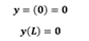 y = (0) = 0
y(L) = 0